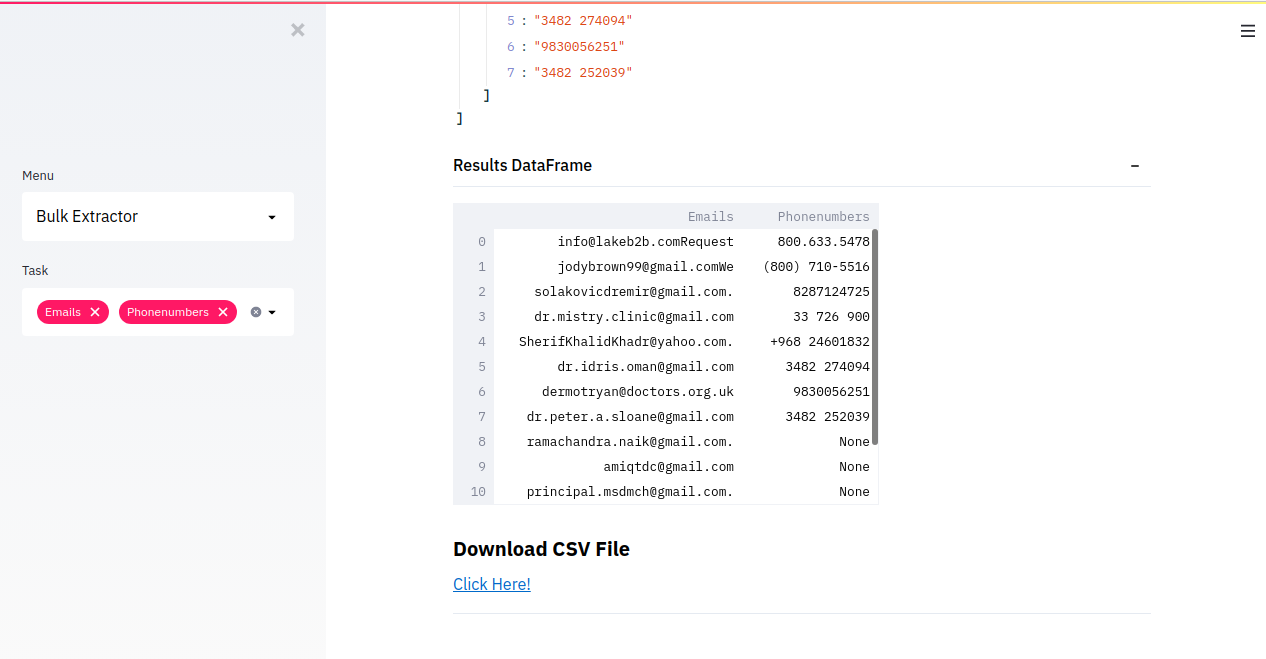 5 : "3482 274094"
6 : "9830056251"
7 : "3482 252039"
]
]
Menu
Bulk Extractor
Task
Emails Phonenumbers
Results DataFrame
Emails Phonenumbers
0 info@lakeb2b.comRequest 800.633.5478
1 jodybrown99@gmail.comWe (800) 710-5516
2 solakovicdremir@gmail.com. 8287124725
3 dr.mistry.clinic@gmail.com 33 726 900
4 SherifKhalidKhadr@yahoo.com. +968 24601832
5 dr.idris.oman@gmail.com 3482 274094
6 dermotryan@doctors.org.uk 9830056251
7 dr.peter.a.sloane@gmail.com 3482 252039
8 ramachandra.naik@gmail.com. None
9 amiqtdc@gmail.com None
10 principal.msdmch@gmail.com. None
Download CSV File
Click Here!